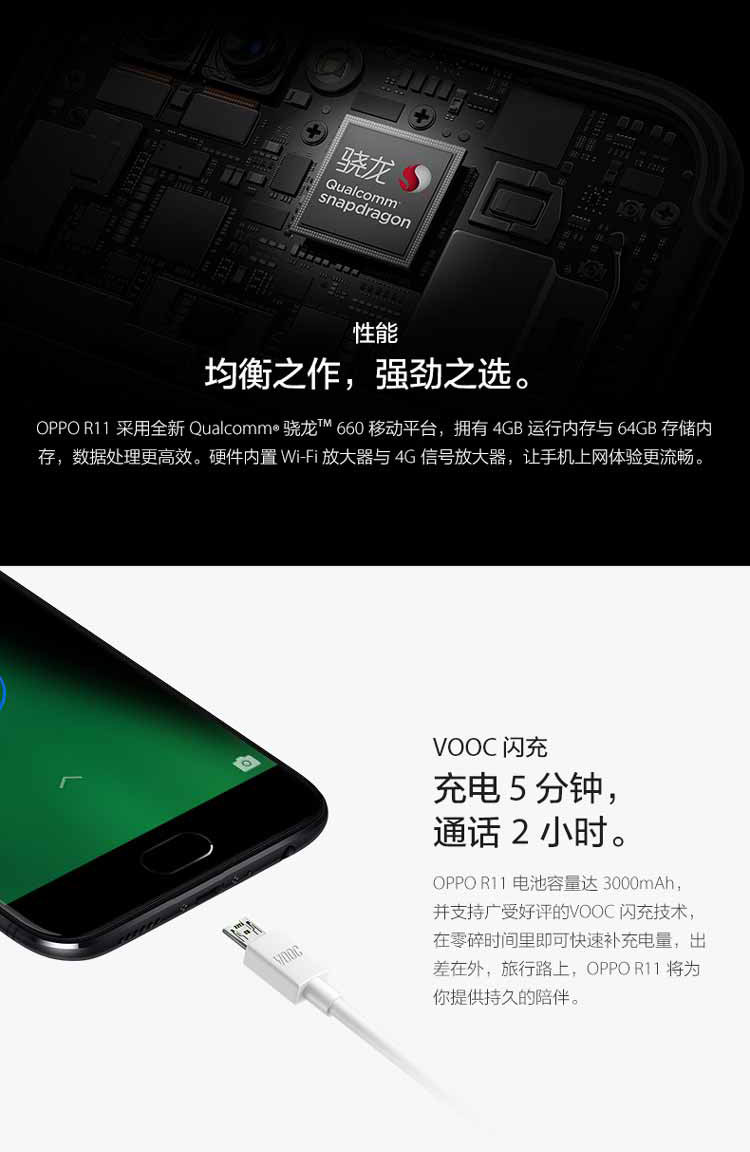 骁龙
Qualcomm
snapdragon
性能
均衡之作，强劲之选。
OPPO R11 采用全新 Qualcomm® 骁龙™ 660 移动平台，拥有 4GB 运行内存与 64GB 存储内
存，数据处理更高效。硬件内置 Wi-Fi 放大器与 4G 信号放大器，让手机上网体验更流畅。
VOOC 闪充
充电 5 分钟，
通话 2 小时。
OPPO R11 电池容量达 3000mAh，
并支持广受好评的VOOC 闪充技术，
在零碎时间里即可快速补充电量，出
差在外，旅行路上，OPPO R11 将为
你提供持久的陪伴。
VOOC